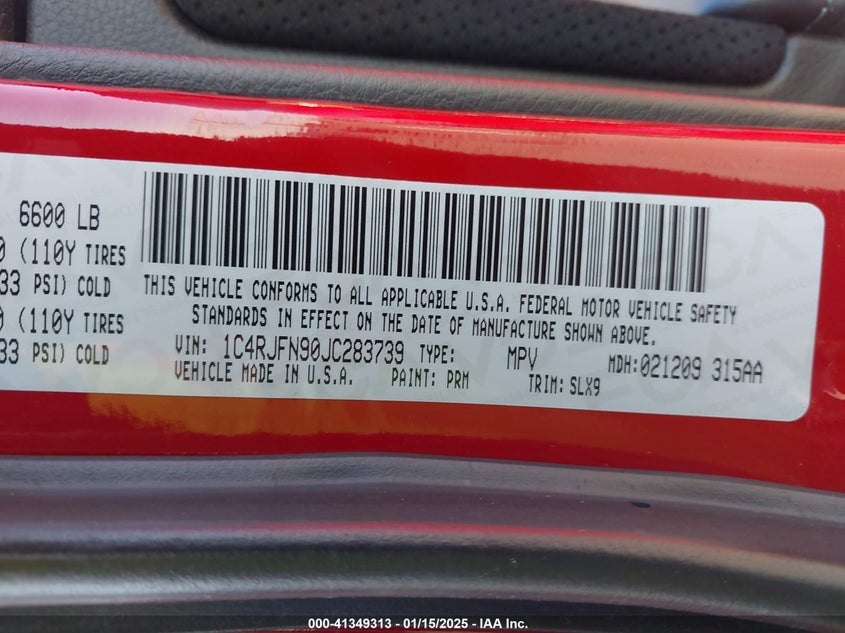 6600 LB
0 (110Y TIRES
33 PSI) COLD
0 (110Y TIRES
33 PSI) COLD
THIS VEHICLE CONFORMS TO ALL APPLICABLE U.S.A. FEDERAL MOTOR VEHICLE SAFETY
STANDARDS IN EFFECT ON THE DATE OF MANUFACTURE SHOWN ABOVE.
VIN: 1C4RJFN90JC283739 TYPE: MPV MDH:021209 315AA
VEHICLE MADE IN U.S.A. PAINT: PRM TRIM: SLX9
000-41349313 - 01/15/2025 - IAA Inc.